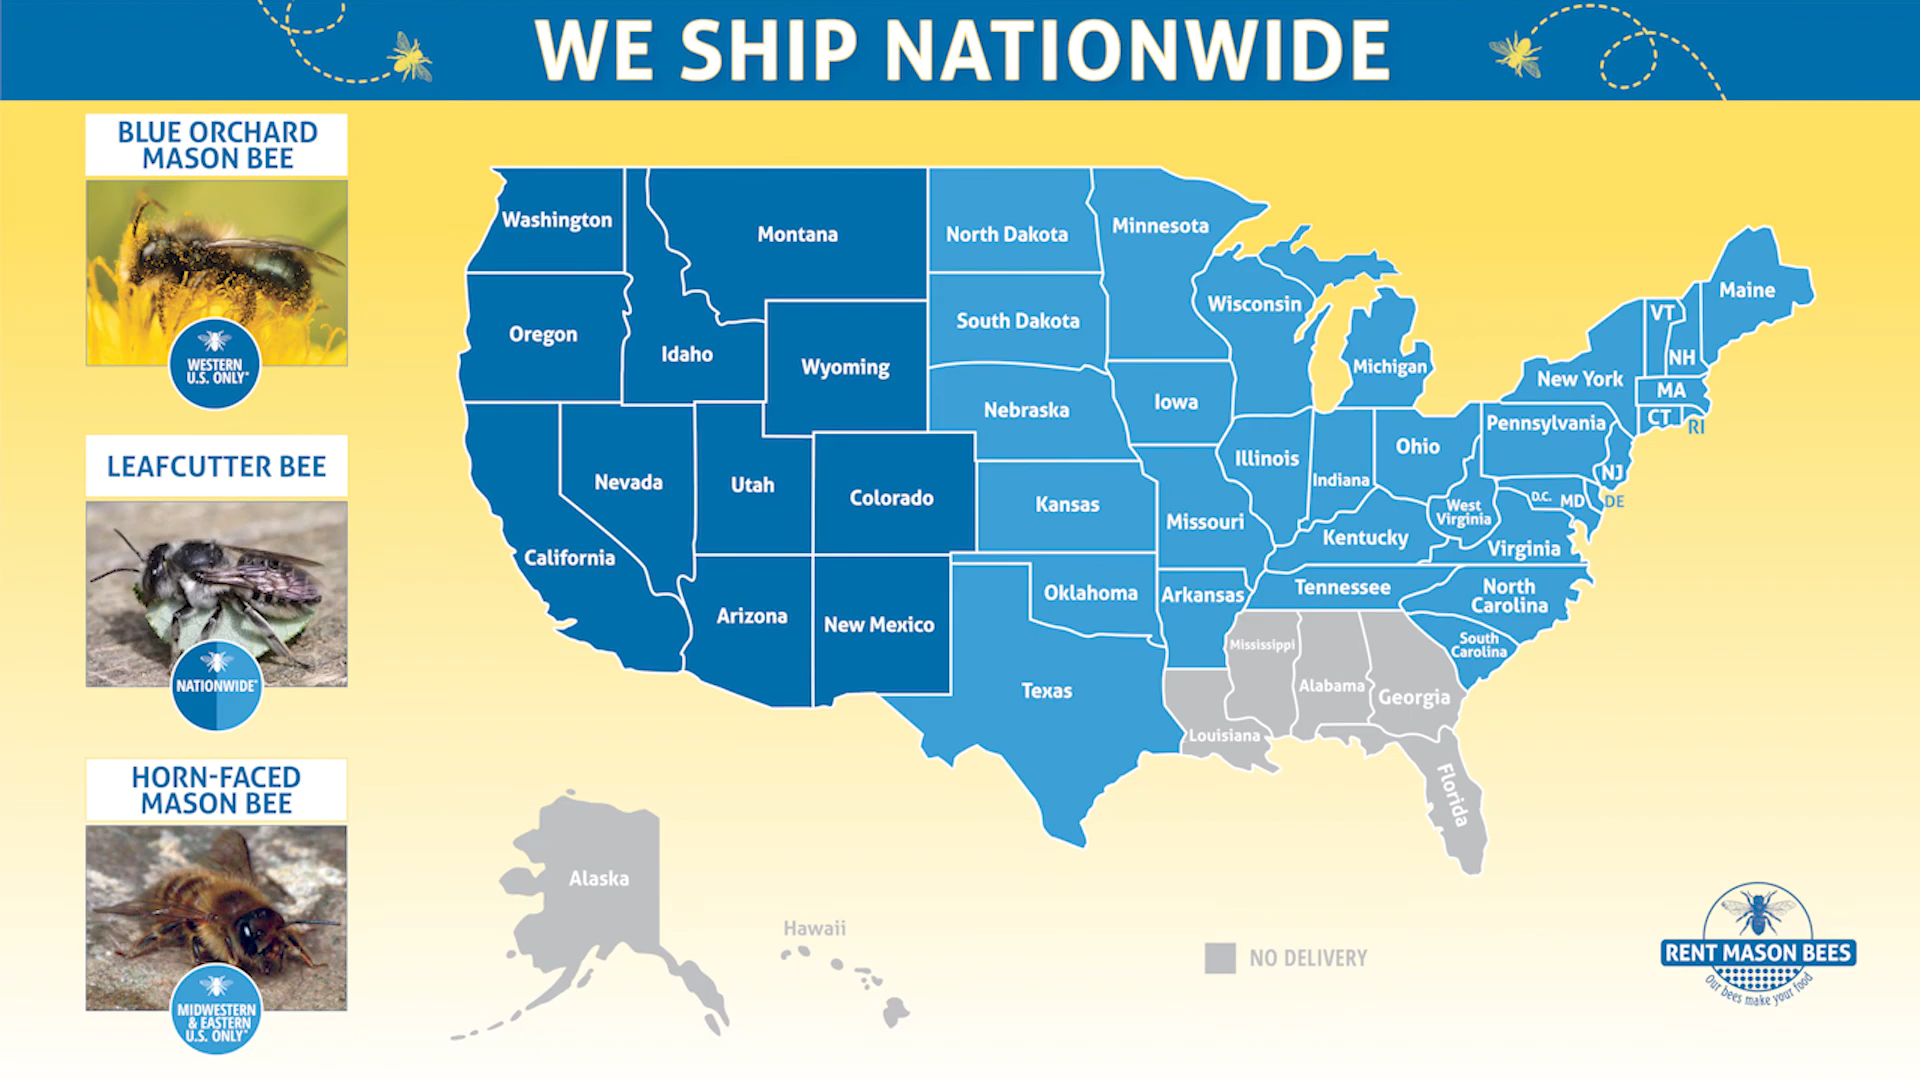 WE SHIP NATIONWIDE
BLUE ORCHARD
MASON BEE
WESTERN
U.S. ONLY*
LEAFCUTTER BEE
NATIONWIDE*
HORN-FACED
MASON BEE
MIDWESTERN
& EASTERN
U.S. ONLY*
Washington
Montana
North Dakota
Minnesota
Oregon
Idaho
Wyoming
South Dakota
Wisconsin
Michigan
Maine
VT
NH
New York
MA
CT
RI
Nebraska
Iowa
Pennsylvania
NJ
Nevada
Utah
Colorado
Kansas
Illinois
Indiana
Ohio
West
Virginia
D.C.
MD
DE
California
Missouri
Kentucky
Virginia
Arizona
New Mexico
Oklahoma
Arkansas
Tennessee
North
Carolina
South
Carolina
Texas
Mississippi
Alabama
Georgia
Louisiana
Florida
Alaska
Hawaii
NO DELIVERY
RENT MASON BEES
Our bees make your food